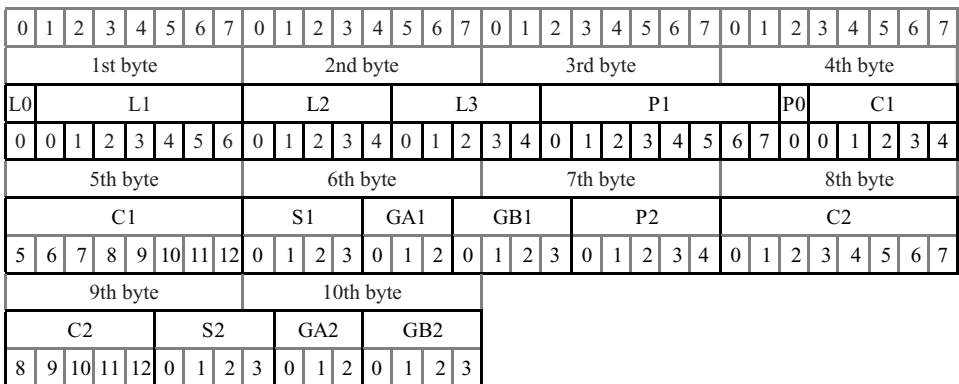 0 1 2 3 4 5 6 7 0 1 2 3 4 5 6 7 0 1 2 3 4 5 6 7 0 1 2 3 4 5 6 7
1st byte 2nd byte 3rd byte 4th byte
L0 L1 L2 L3 P1 P0 C1
0 0 1 2 3 4 5 6 0 1 2 3 4 0 1 2 3 4 0 1 2 3 4 5 6 7 0 0 1 2 3 4
5th byte 6th byte 7th byte 8th byte
C1 S1 GA1 GB1 P2 C2
5 6 7 8 9 10 11 12 0 1 2 3 0 1 2 0 1 2 3 0 1 2 3 4 0 1 2 3 4 5 6 7
9th byte 10th byte
C2 S2 GA2 GB2
8 9 10 11 12 0 1 2 3 0 1 2 0 1 2 3